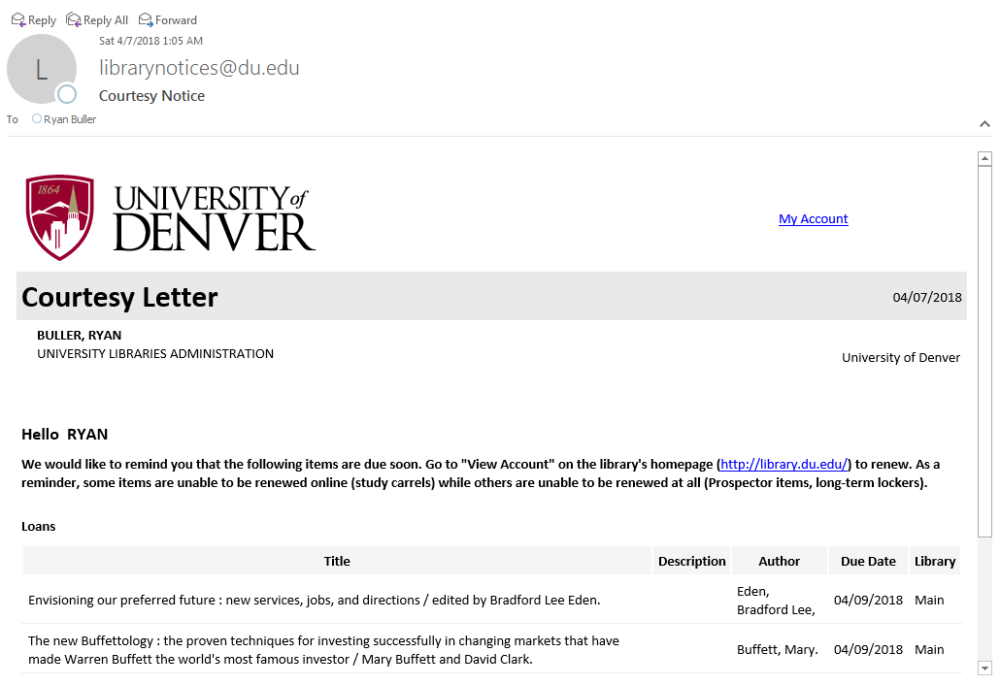 Reply Reply All Forward
Sat 4/7/2018 1:05 AM
L
librarynotices@du.edu
Courtesy Notice
To Ryan Buller
1864
UNIVERSITY of
DENVER
My Account
Courtesy Letter 04/07/2018
BULLER, RYAN
UNIVERSITY LIBRARIES ADMINISTRATION
University of Denver
Hello RYAN
We would like to remind you that the following items are due soon. Go to "View Account" on the library's homepage (http://library.du.edu/) to renew. As a
reminder, some items are unable to be renewed online (study carrels) while others are unable to be renewed at all (Prospector items, long-term lockers).
Loans
Title Description Author Due Date Library
Envisioning our preferred future : new services, jobs, and directions / edited by Bradford Lee Eden. Eden,
Bradford Lee, 04/09/2018 Main
The new Buffettology : the proven techniques for investing successfully in changing markets that have
made Warren Buffett the world's most famous investor / Mary Buffett and David Clark. Buffett, Mary. 04/09/2018 Main